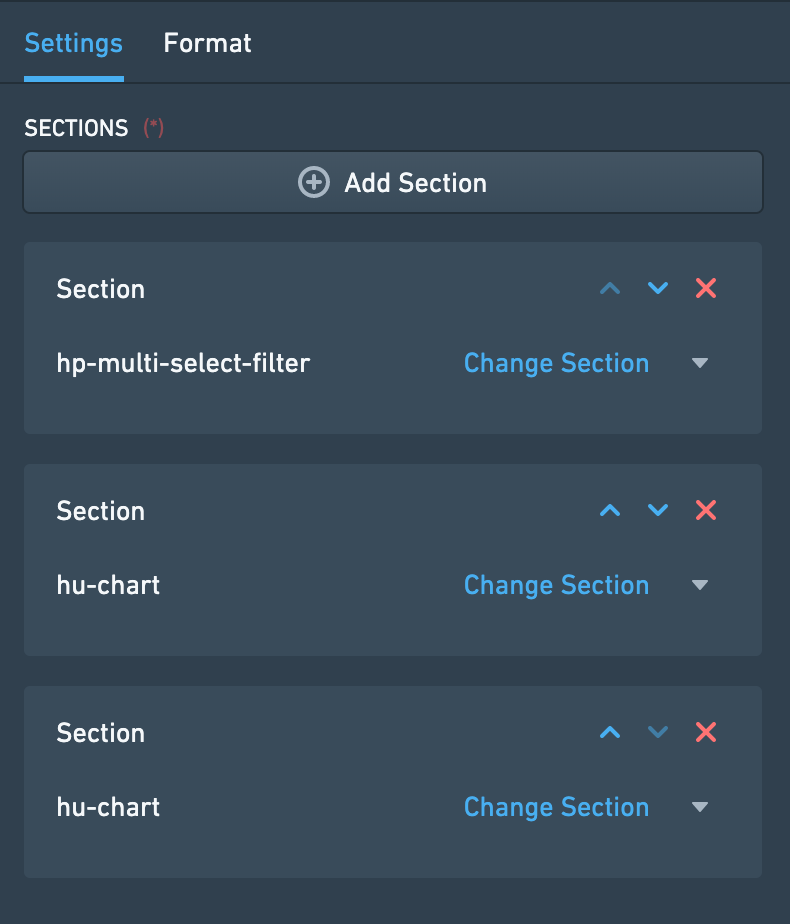 Settings Format
SECTIONS (*)
Add Section
Section
hp-multi-select-filter Change Section
Section
hu-chart Change Section
Section
hu-chart Change Section